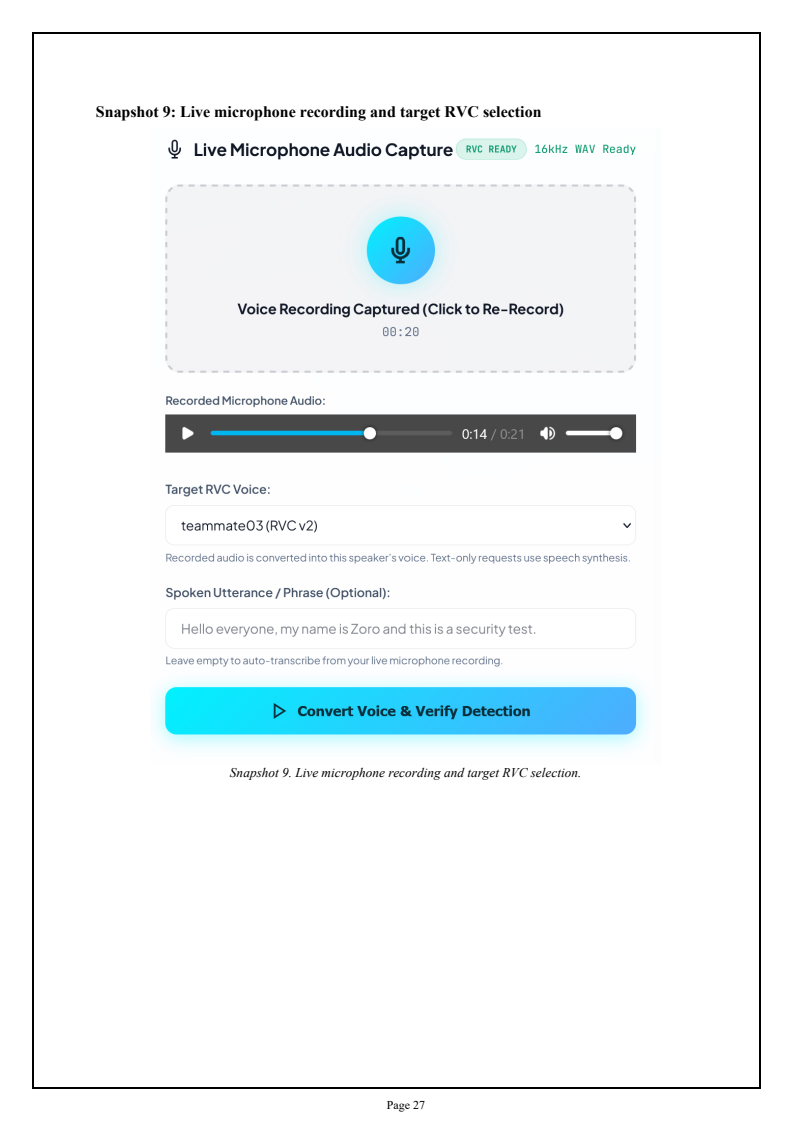 Snapshot 9: Live microphone recording and target RVC selection
Live Microphone Audio Capture RVC READY 16kHz WAV Ready
Voice Recording Captured (Click to Re-Record)
00:20
Recorded Microphone Audio:
0:14 / 0:21
Target RVC Voice:
teammate03 (RVC v2)
Recorded audio is converted into this speaker's voice. Text-only requests use speech synthesis.
Spoken Utterance / Phrase (Optional):
Hello everyone, my name is Zoro and this is a security test.
Leave empty to auto-transcribe from your live microphone recording.
Convert Voice & Verify Detection
Snapshot 9. Live microphone recording and target RVC selection.
Page 27